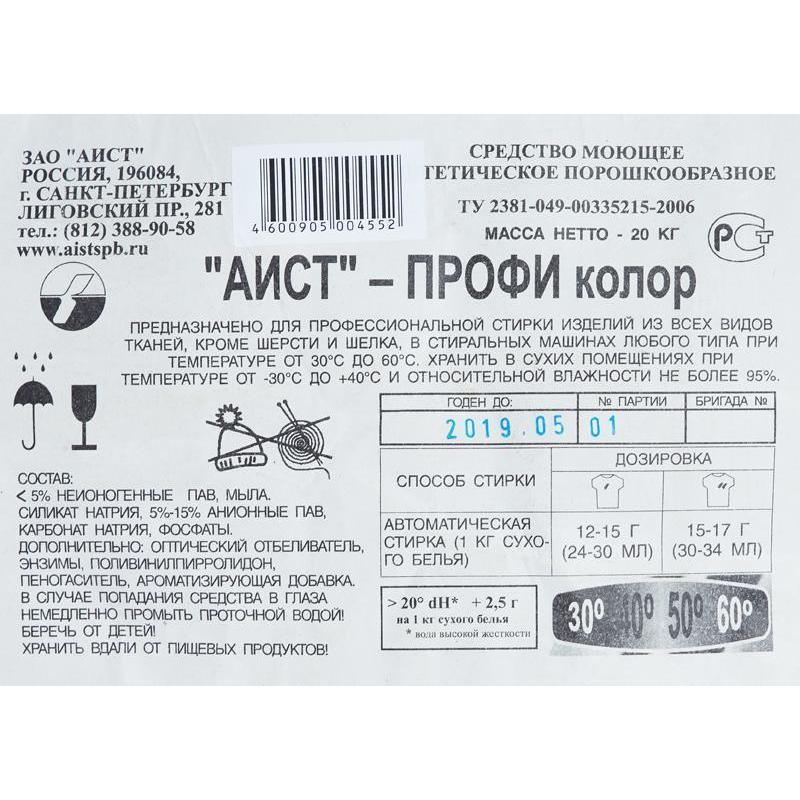 ЗАО "АИСТ"
РОССИЯ, 196084,
г. САНКТ-ПЕТЕРБУРГ
ЛИГОВСКИЙ ПР., 281
тел.: (812) 388-90-58
www.aistspb.ru
4600905004552
СРЕДСТВО МОЮЩЕЕ
ТЕТИЧЕСКОЕ ПОРОШКООБРАЗНОЕ
ТУ 2381-049-00335215-2006
МАССА НЕТТО - 20 КГ
РСТ
"АИСТ" – ПРОФИ колор
ПРЕДНАЗНАЧЕНО ДЛЯ ПРОФЕССИОНАЛЬНОЙ СТИРКИ ИЗДЕЛИЙ ИЗ ВСЕХ ВИДОВ
ТКАНЕЙ, КРОМЕ ШЕРСТИ И ШЕЛКА, В СТИРАЛЬНЫХ МАШИНАХ ЛЮБОГО ТИПА ПРИ
ТЕМПЕРАТУРЕ ОТ 30°С ДО 60°С. ХРАНИТЬ В СУХИХ ПОМЕЩЕНИЯХ ПРИ
ТЕМПЕРАТУРЕ ОТ -30°С ДО +40°С И ОТНОСИТЕЛЬНОЙ ВЛАЖНОСТИ НЕ БОЛЕЕ 95%.
ГОДЕН ДО: № ПАРТИИ БРИГАДА №
2019.05 01
СОСТАВ:
< 5% НЕИОНОГЕННЫЕ ПАВ, МЫЛА.
СИЛИКАТ НАТРИЯ, 5%-15% АНИОННЫЕ ПАВ,
КАРБОНАТ НАТРИЯ, ФОСФАТЫ.
ДОПОЛНИТЕЛЬНО: ОПТИЧЕСКИЙ ОТБЕЛИВАТЕЛЬ,
ЭНЗИМЫ, ПОЛИВИНИЛПИРРОЛИДОН,
ПЕНОГАСИТЕЛЬ, АРОМАТИЗИРУЮЩАЯ ДОБАВКА.
В СЛУЧАЕ ПОПАДАНИЯ СРЕДСТВА В ГЛАЗА
НЕМЕДЛЕННО ПРОМЫТЬ ПРОТОЧНОЙ ВОДОЙ!
БЕРЕЧЬ ОТ ДЕТЕЙ!
ХРАНИТЬ ВДАЛИ ОТ ПИЩЕВЫХ ПРОДУКТОВ!
СПОСОБ СТИРКИ
ДОЗИРОВКА
АВТОМАТИЧЕСКАЯ
СТИРКА (1 КГ СУХО-
ГО БЕЛЬЯ)
12-15 Г
(24-30 МЛ)
15-17 Г
(30-34 МЛ)
> 20° dH* + 2,5 г
на 1 кг сухого белья
* вода высокой жесткости
30° 40° 50° 60°